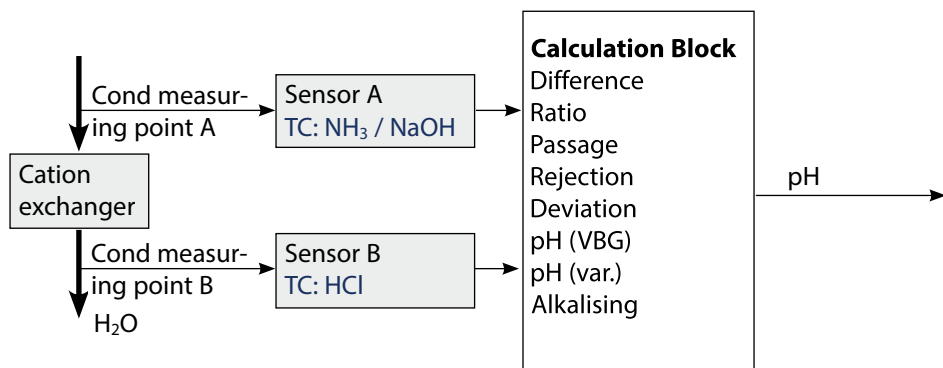 Cond measur-
ing point A
Sensor A
TC: NH₃ / NaOH
Cation
exchanger
Cond measur-
ing point B
Sensor B
TC: HCl
H₂O
Calculation Block
Difference
Ratio
Passage
Rejection
Deviation
pH (VBG)
pH (var.)
Alkalising
pH